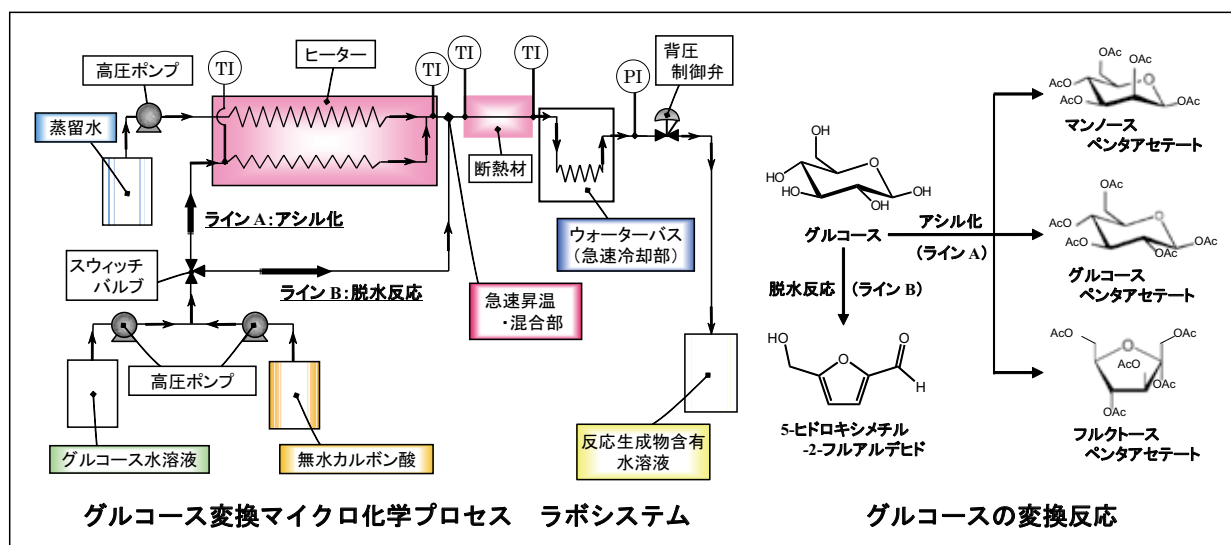 高圧ポンプ
TI
ヒーター
TI
TI
TI
PI
背圧
制御弁
蒸留水
断熱材
ライン A:アシル化
ウォーターバス
(急速冷却部)
スウィッチ
バルブ
ライン B:脱水反応
急速昇温
・混合部
高圧ポンプ
グルコース水溶液
無水カルボン酸
反応生成物含有
水溶液
グルコース変換マイクロ化学プロセス ラボシステム
OH
HO
HO
OH
OH
グルコース
アシル化
(ライン A)
脱水反応
(ライン B)
HO
O
O
H
5-ヒドロキシメチル
-2-フルアルデヒド
OAc
OAc
AcO
AcO
O
OAc
マンノース
ペンタアセテート
OAc
AcO
AcO
O
OAc
OAc
グルコース
ペンタアセテート
AcO
O
OAc
AcO
OAc
OAc
フルクトース
ペンタアセテート
グルコースの変換反応